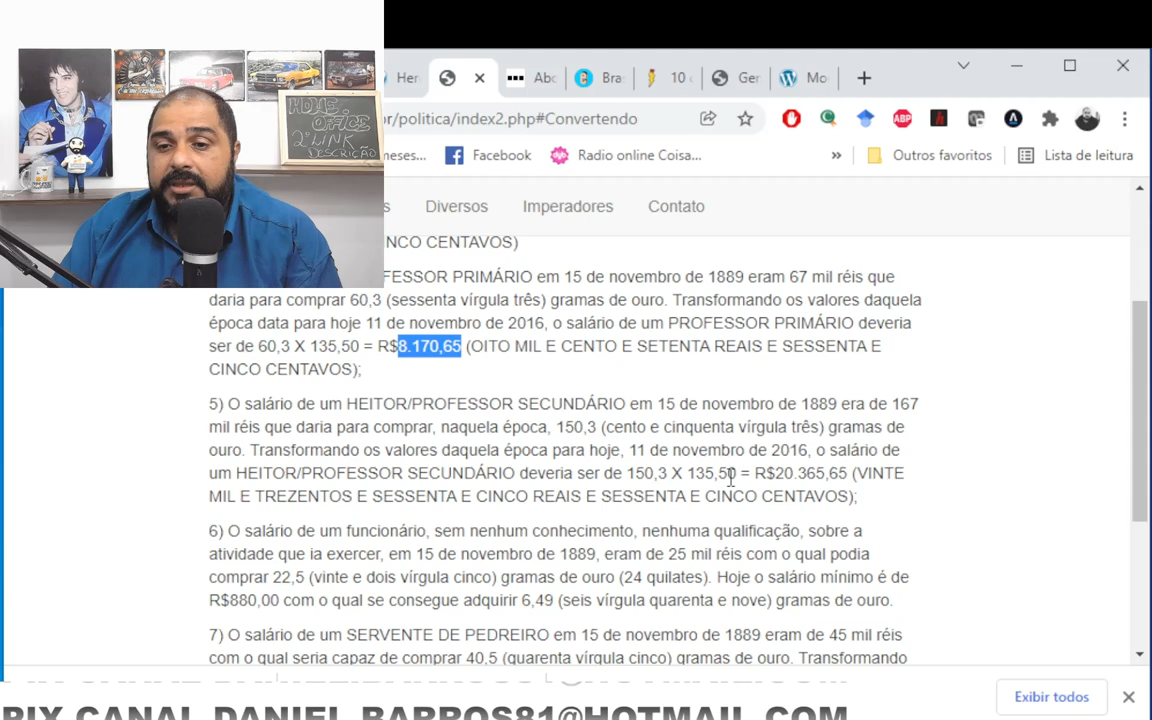 HOME
OFFICE
2º LINK
DESCRIÇÃO
Her
Abc
Bra
10 c
Ger
Mo
r/politica/index2.php#Convertendo
ABP
meses...
Facebook
Radio online Coisa...
»
Outros favoritos
Lista de leitura
s
Diversos
Imperadores
Contato
NCO CENTAVOS)
FESSOR PRIMÁRIO em 15 de novembro de 1889 eram 67 mil réis que
daria para comprar 60,3 (sessenta vírgula três) gramas de ouro. Transformando os valores daquela
época data para hoje 11 de novembro de 2016, o salário de um PROFESSOR PRIMÁRIO deveria
ser de 60,3 X 135,50 = R$8.170,65 (OITO MIL E CENTO E SETENTA REAIS E SESSENTA E
CINCO CENTAVOS);
5) O salário de um HEITOR/PROFESSOR SECUNDÁRIO em 15 de novembro de 1889 era de 167
mil réis que daria para comprar, naquela época, 150,3 (cento e cinquenta vírgula três) gramas de
ouro. Transformando os valores daquela época para hoje, 11 de novembro de 2016, o salário de
um HEITOR/PROFESSOR SECUNDÁRIO deveria ser de 150,3 X 135,50 = R$20.365,65 (VINTE
MIL E TREZENTOS E SESSENTA E CINCO REAIS E SESSENTA E CINCO CENTAVOS);
6) O salário de um funcionário, sem nenhum conhecimento, nenhuma qualificação, sobre a
atividade que ia exercer, em 15 de novembro de 1889, eram de 25 mil réis com o qual podia
comprar 22,5 (vinte e dois vírgula cinco) gramas de ouro (24 quilates). Hoje o salário mínimo é de
R$880,00 com o qual se consegue adquirir 6,49 (seis vírgula quarenta e nove) gramas de ouro.
7) O salário de um SERVENTE DE PEDREIRO em 15 de novembro de 1889 eram de 45 mil réis
com o qual seria capaz de comprar 40,5 (quarenta vírgula cinco) gramas de ouro. Transformando
Exibir todos
PIX CANAL DANIEL_BARROS81@HOTMAIL.COM